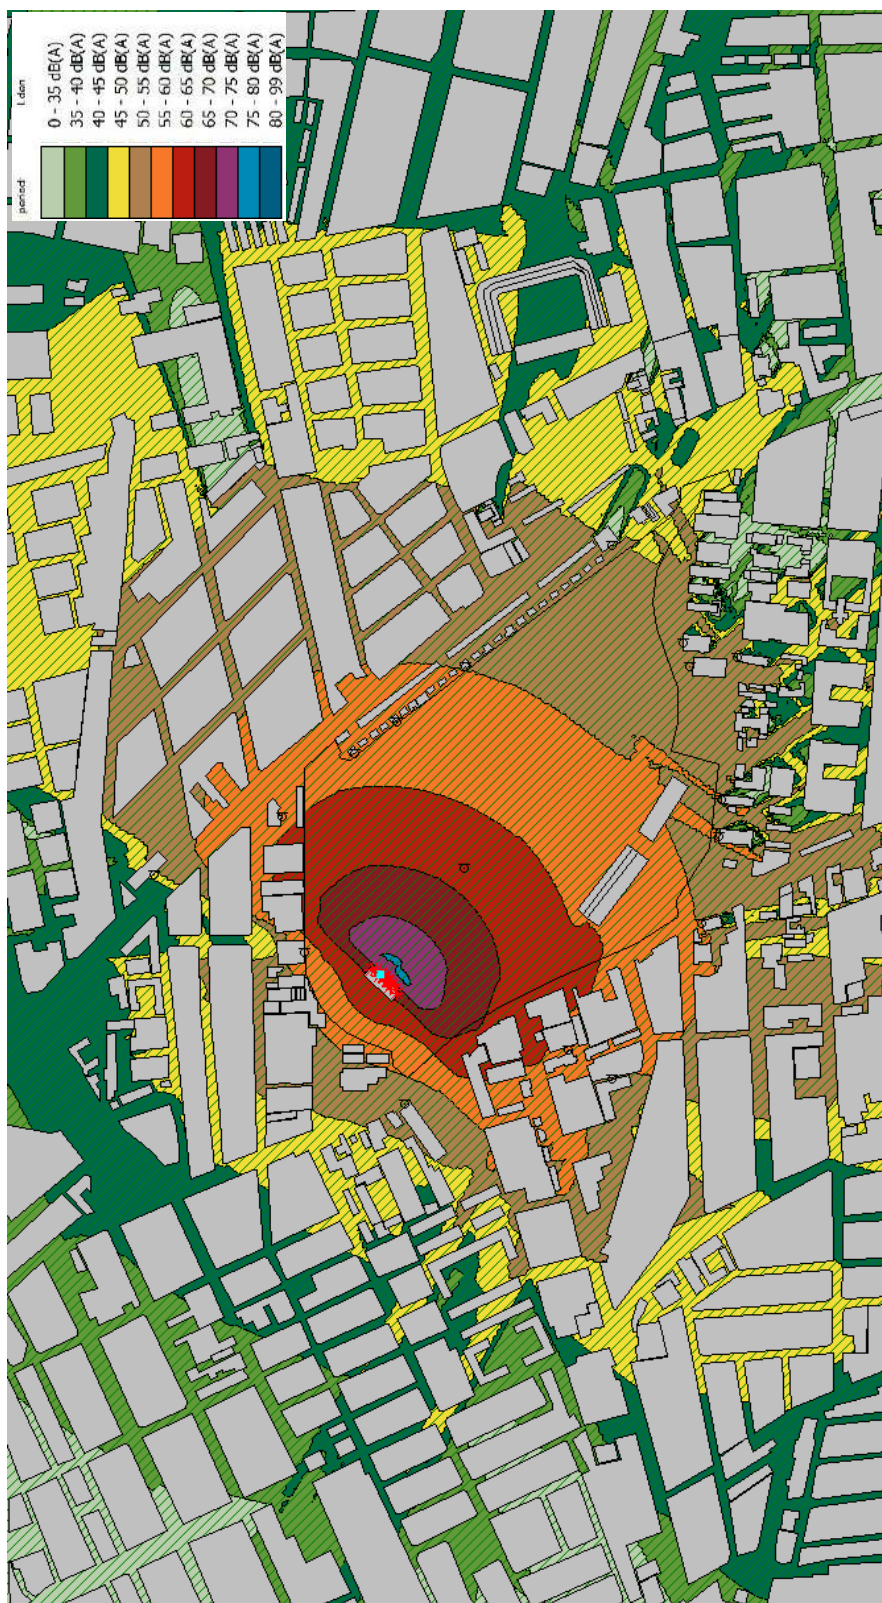 period: Lden
0 - 35 dB(A)
35 - 40 dB(A)
40 - 45 dB(A)
45 - 50 dB(A)
50 - 55 dB(A)
55 - 60 dB(A)
60 - 65 dB(A)
65 - 70 dB(A)
70 - 75 dB(A)
75 - 80 dB(A)
80 - 99 dB(A)